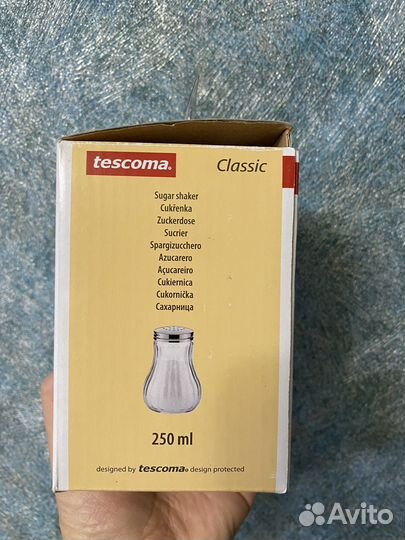 tescoma.
Classic
Sugar shaker
Cukřenka
Zuckerdose
Sucrier
Spargizucchero
Azucarero
Açucareiro
Cukiernica
Cukornička
Сахарница
250 ml
designed by tescoma® design protected
Avito